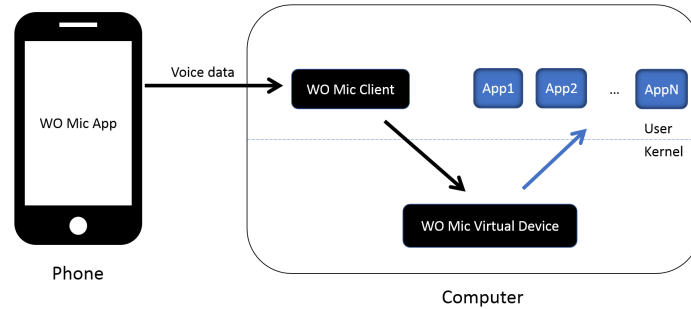 Voice data
WO Mic App
WO Mic Client
App1
App2
...
AppN
User
Kernel
WO Mic Virtual Device
Phone
Computer